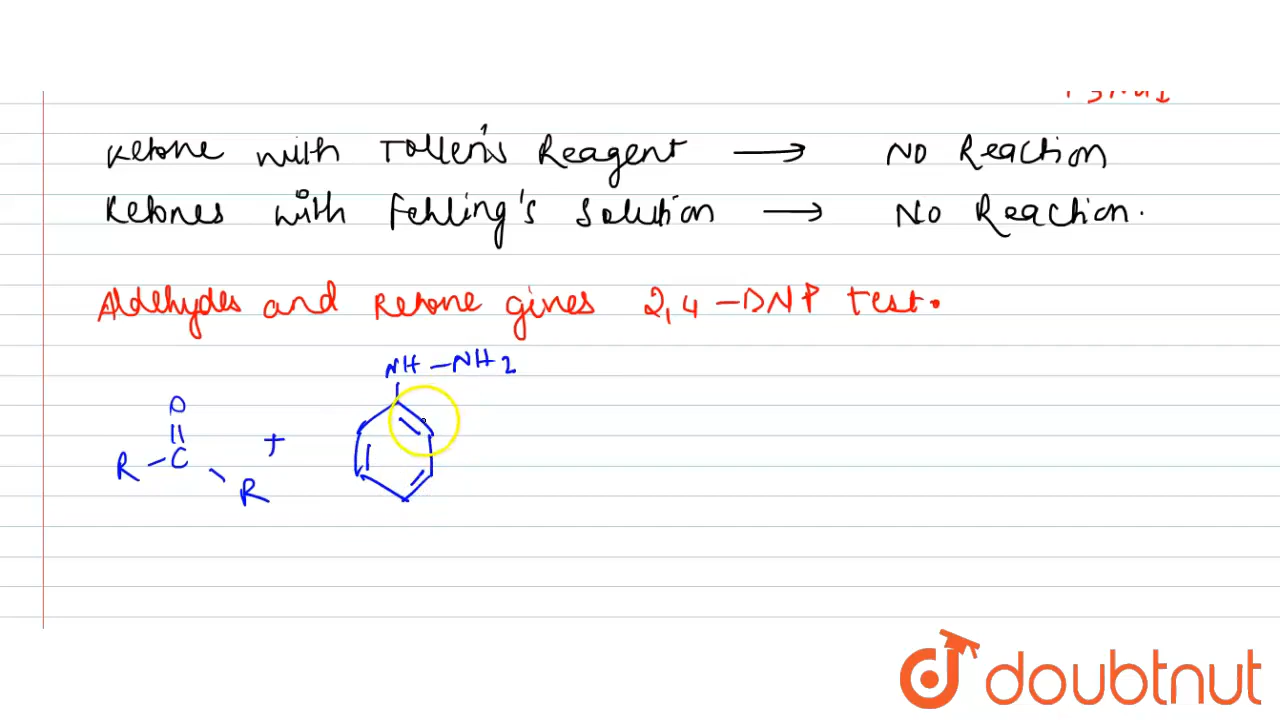 Ketone with Tollen's Reagent → No Reaction
Ketones with Fehling's Solution → No Reaction.
Aldehydes and Ketone gives 2,4-DNP test.
NH-NH2
O
R-C
+
R
doubtnut